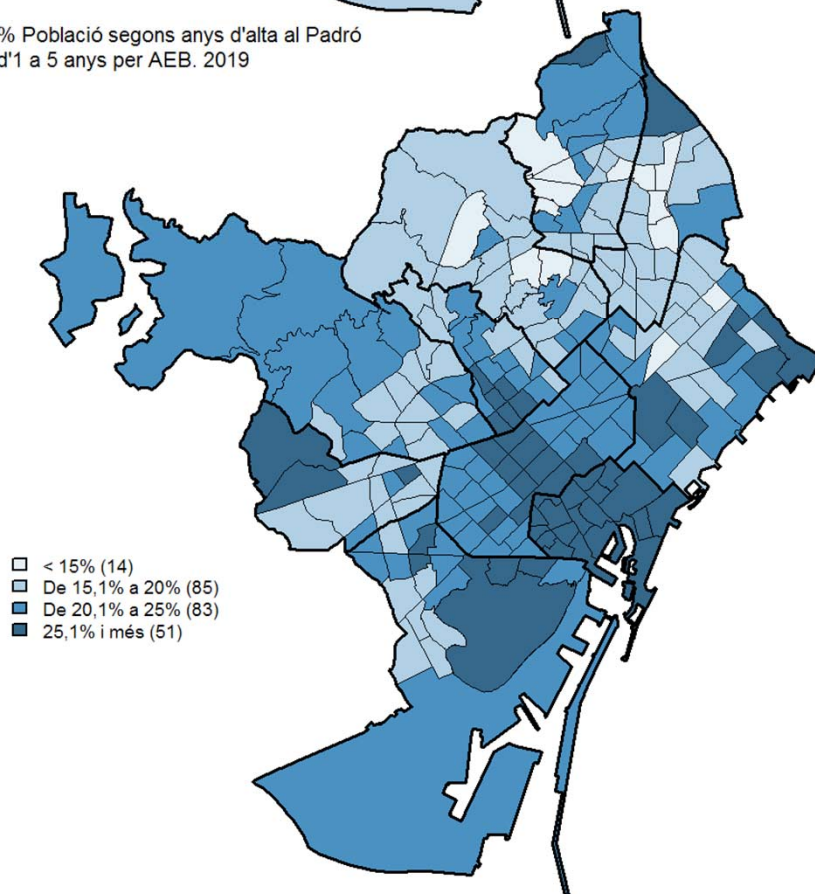 % Població segons anys d'alta al Padró
d'1 a 5 anys per AEB. 2019
< 15% (14)
De 15,1% a 20% (85)
De 20,1% a 25% (83)
25,1% i més (51)